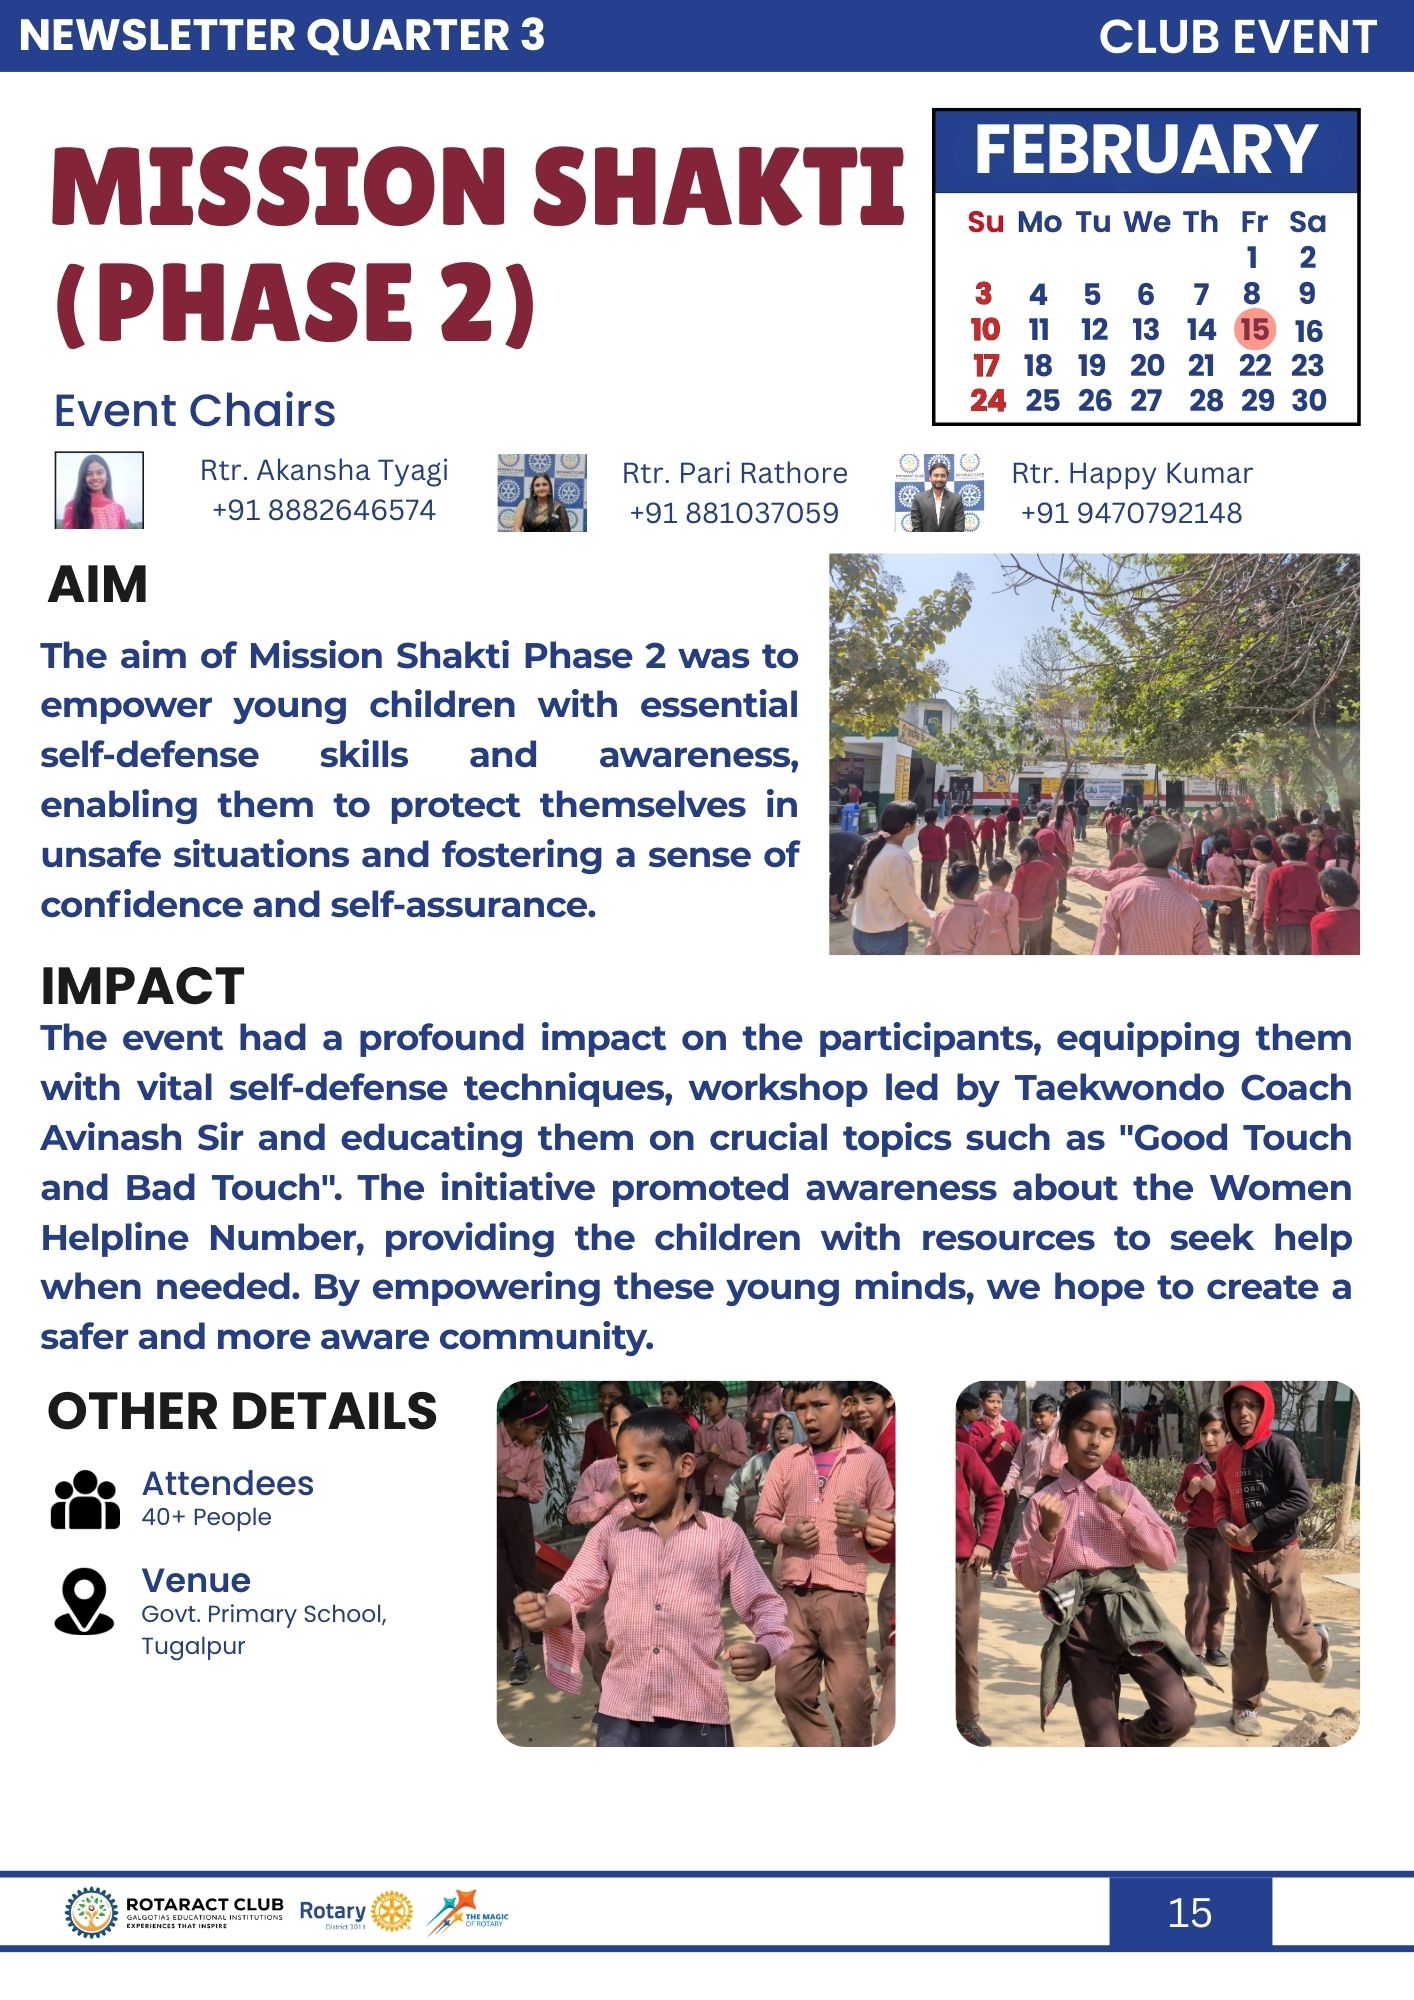 NEWSLETTER QUARTER 3
CLUB EVENT
MISSION SHAKTI
(PHASE 2)
FEBRUARY
Su Mo Tu We Th Fr Sa
1 2
3 4 5 6 7 8 9
10 11 12 13 14 15 16
17 18 19 20 21 22 23
24 25 26 27 28 29 30
Event Chairs
Rtr. Akansha Tyagi
+91 8882646574
Rtr. Pari Rathore
+91 881037059
Rtr. Happy Kumar
+91 9470792148
AIM
The aim of Mission Shakti Phase 2 was to
empower young children with essential
self-defense skills and awareness,
enabling them to protect themselves in
unsafe situations and fostering a sense of
confidence and self-assurance.
IMPACT
The event had a profound impact on the participants, equipping them
with vital self-defense techniques, workshop led by Taekwondo Coach
Avinash Sir and educating them on crucial topics such as "Good Touch
and Bad Touch". The initiative promoted awareness about the Women
Helpline Number, providing the children with resources to seek help
when needed. By empowering these young minds, we hope to create a
safer and more aware community.
OTHER DETAILS
Attendees
40+ People
Venue
Govt. Primary School,
Tugalpur
ROTARACT CLUB
GALGOTIAS EDUCATIONAL INSTITUTIONS
EXPERIENCES THAT INSPIRE
Rotary
District 3011
THE MAGIC
OF ROTARY
15